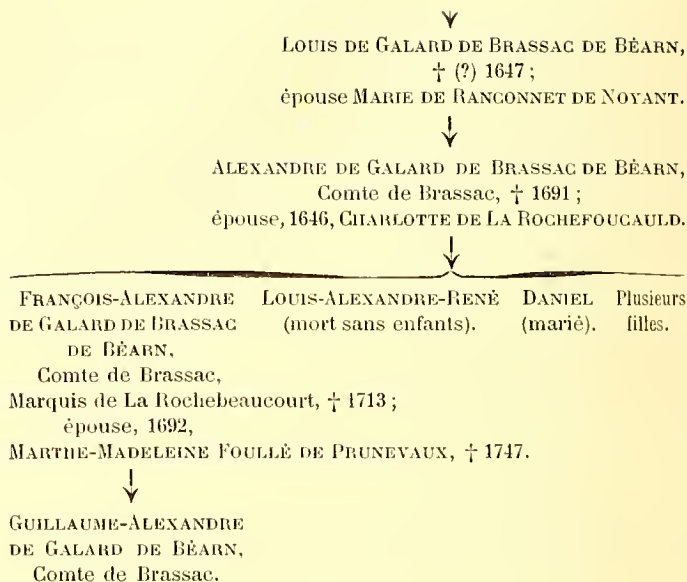 LOUIS DE GALARD DE BRASSAC DE BÉARN,
† (?) 1647 ;
épouse MARIE DE RANCONNET DE NOYANT.
ALEXANDRE DE GALARD DE BRASSAC DE BÉARN,
Comte de Brassac, † 1691 ;
épouse, 1646, CHARLOTTE DE LA ROCHEFOUCAULD.
FRANÇOIS-ALEXANDRE
DE GALARD DE BRASSAC
DE BÉARN,
Comte de Brassac,
Marquis de La Rochebeaucourt, † 1713 ;
épouse, 1692,
MARTHE-MADELEINE FOULLÉ DE PRUNEVAUX, † 1747.
LOUIS-ALEXANDRE-RENÉ
(mort sans enfants).
DANIEL
(marié).
Plusieurs
filles.
GUILLAUME-ALEXANDRE
DE GALARD DE BÉARN,
Comte de Brassac.